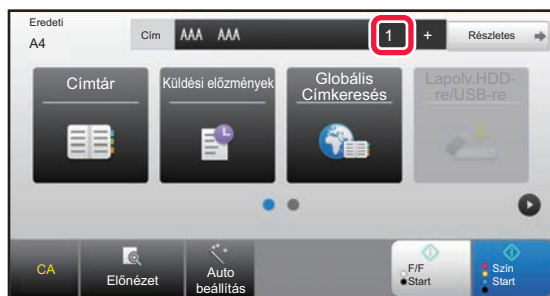 Eredeti
A4
Cím AAA AAA 1 + Részletes
Címtár
Küldési előzmények
Globális
Címkeresés
Lapolv.HDD-
re/USB-re
CA
Előnézet
Auto
beállítás
F/F
Start
Szín
Start